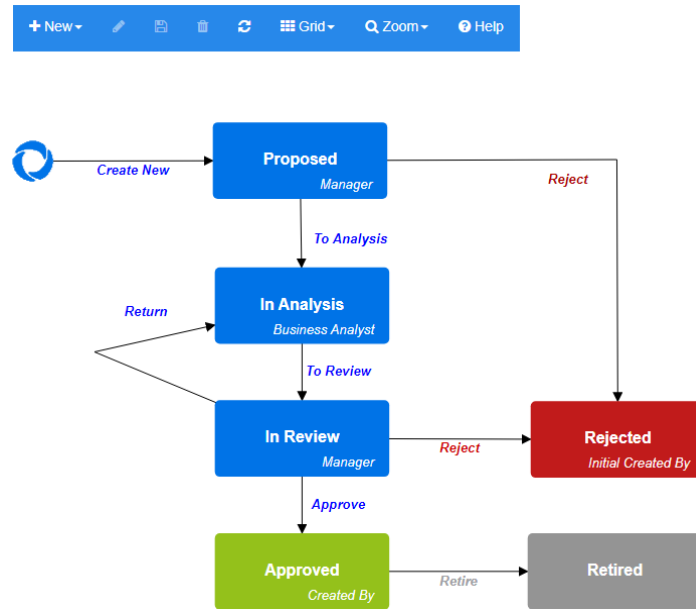 New
Grid
Zoom
Help
Proposed
Manager
Create New
Reject
To Analysis
In Analysis
Business Analyst
Return
To Review
In Review
Manager
Reject
Rejected
Initial Created By
Approve
Approved
Created By
Retire
Retired